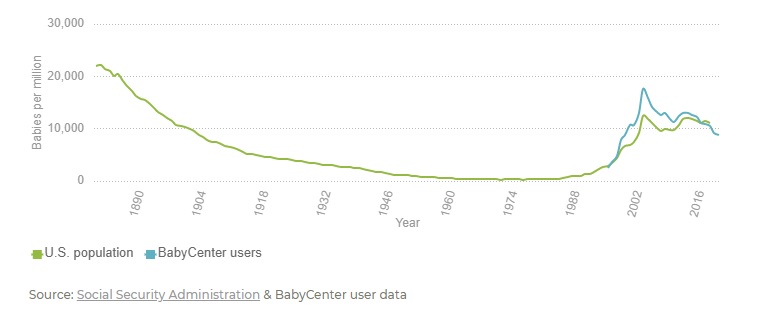 30,000
20,000
10,000
0
Babies per million
1890 1904 1918 1932 1946 1960 1974 1988 2002 2016
Year
U.S. population BabyCenter users
Source: Social Security Administration & BabyCenter user data